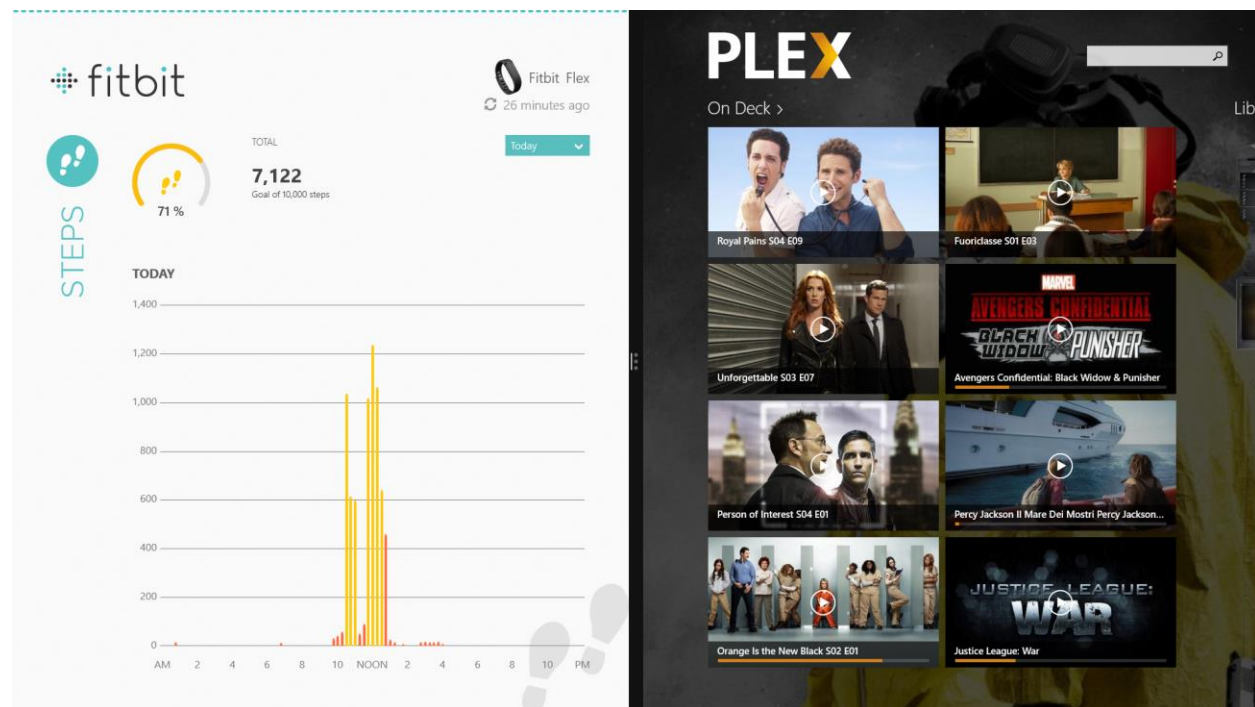 fitbit
Fitbit Flex
26 minutes ago
STEPS
71 %
TOTAL
7,122
Goal of 10,000 steps
Today
TODAY
1,400
1,200
1,000
800
600
400
200
0
AM 2 4 6 8 10 NOON 2 4 6 8 10 PM
PLEX
On Deck >
Lib
Royal Pains S04 E09
Fuoriclasse S01 E03
Unforgettable S03 E07
MARVEL
AVENGERS CONFIDENTIAL
BLACK WIDOW & PUNISHER
Avengers Confidential: Black Widow & Punisher
Person of Interest S04 E01
Percy Jackson II Mare Dei Mostri Percy Jackson...
Orange Is the New Black S02 E01
JUSTICE LEAGUE:
WAR
Justice League: War